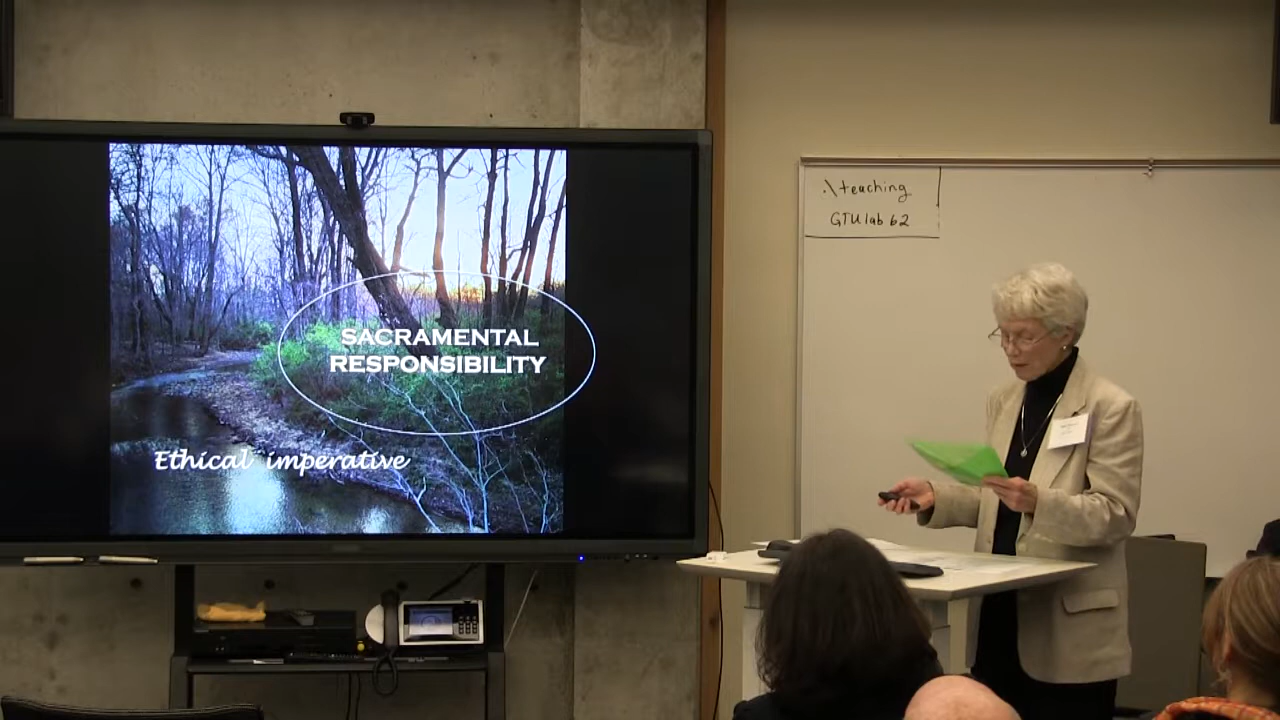 SACRAMENTAL
RESPONSIBILITY
Ethical imperative
.\teaching
GTU lab 62